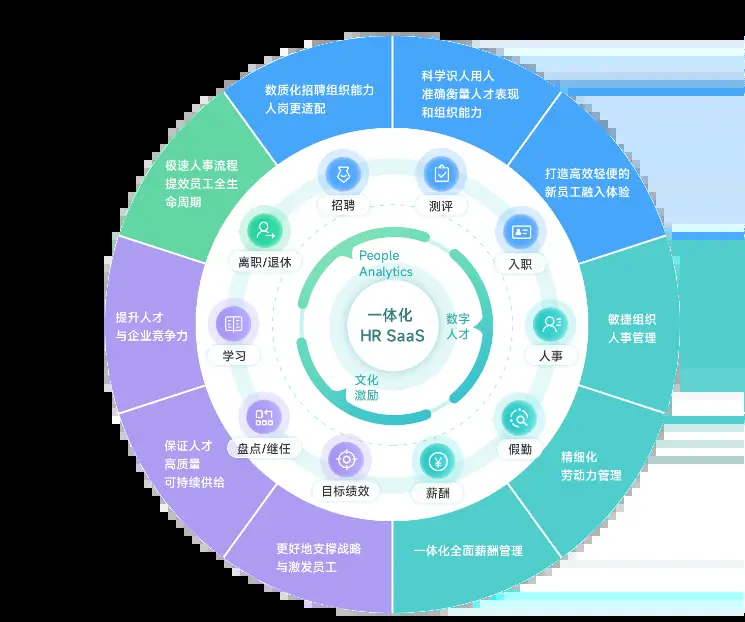 数质化招聘组织能力
人岗更适配
科学识人用人
准确衡量人才表现
和组织能力
打造高效轻便的
新员工融入体验
敏捷组织
人事管理
精细化
劳动力管理
一体化全面薪酬管理
更好地支撑战略
与激发员工
保证人才
高质量
可持续供给
提升人才
与企业竞争力
极速人事流程
提效员工全生
命周期
招聘
测评
入职
人事
假勤
薪酬
目标绩效
盘点/继任
学习
离职/退休
People
Analytics
数字
人才
文化
激励
一体化
HR SaaS